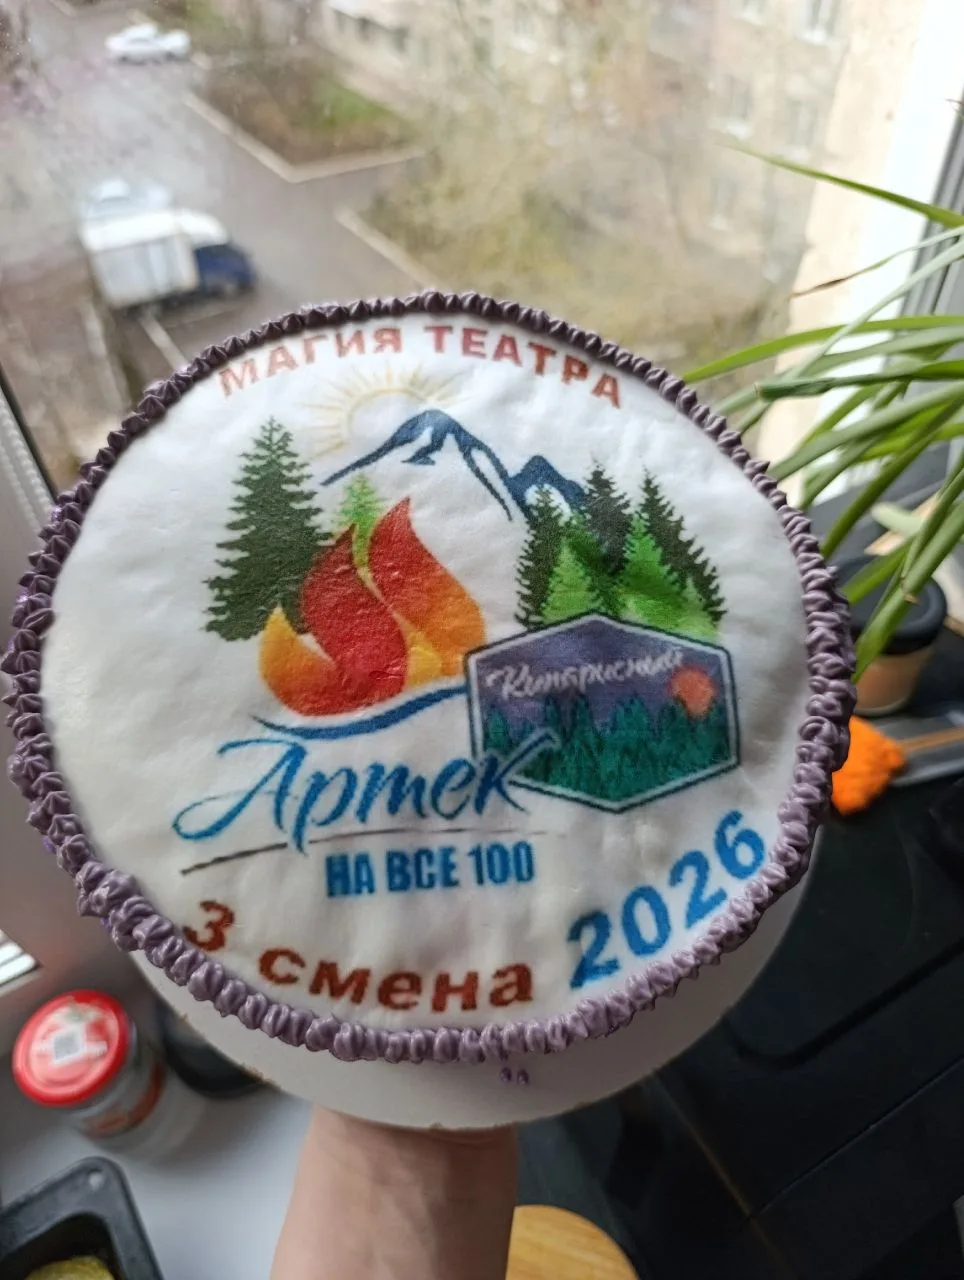 МАГИЯ ТЕАТРА
Кипарисный
Артек
НА ВСЕ 100
3 смена 2026